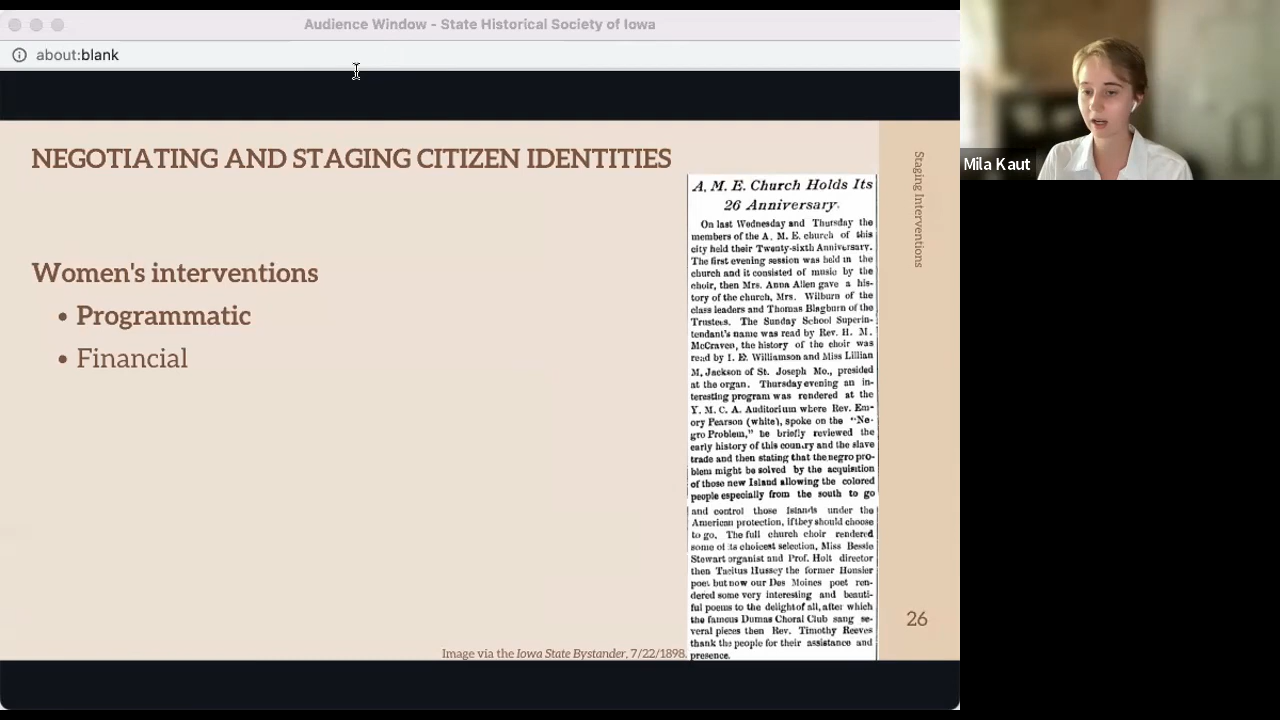 Audience Window - State Historical Society of Iowa
about:blank
NEGOTIATING AND STAGING CITIZEN IDENTITIES
Women's interventions
• Programmatic
• Financial
A. M. E. Church Holds Its
26 Anniversary.
On last Wednesday and Thursday the
members of the A. M. E. church of this
city held their Twenty-sixth Anniversary.
The first evening session was held in the
church and it consisted of music by the
choir, then Mrs. Anna Allen gave a his-
tory of the church, Mrs. Wilburn of the
class leaders and Thomas Blagburn of the
Trustees. The Sunday School Superin-
tendant's name was read by Rev. H. M.
McCraven, the history of the choir was
read by I. E. Williamson and Miss Lillian
M. Jackson of St. Joseph Mo., presided
at the organ. Thursday evening an in-
teresting program was rendered at the
Y. M. C. A. Auditorium where Rev. Em-
ory Pearson (white), spoke on the "Ne-
gro Problem," he briefly reviewed the
early history of this country and the slave
trade and then stating that the negro pro-
blem might be solved by the acquisition
of those new Island allowing the colored
people especially from the south to go
and control those Islands under the
American protection, if they should choose
to go. The full church choir rendered
some of its choicest selection, Miss Bessie
Stewart organist and Prof. Holt director
then Tacitus Hussey the former Hoosier
poet but now our Des Moines poet ren-
dered some very interesting and beauti-
ful poems to the delight of all, after which
the famous Dumas Choral Club sang se-
veral pieces then Rev. Timothy Reeves
thank the people for their assistance and
presence.
Image via the Iowa State Bystander, 7/22/1898.
Staging Interventions
26
Mila Kaut